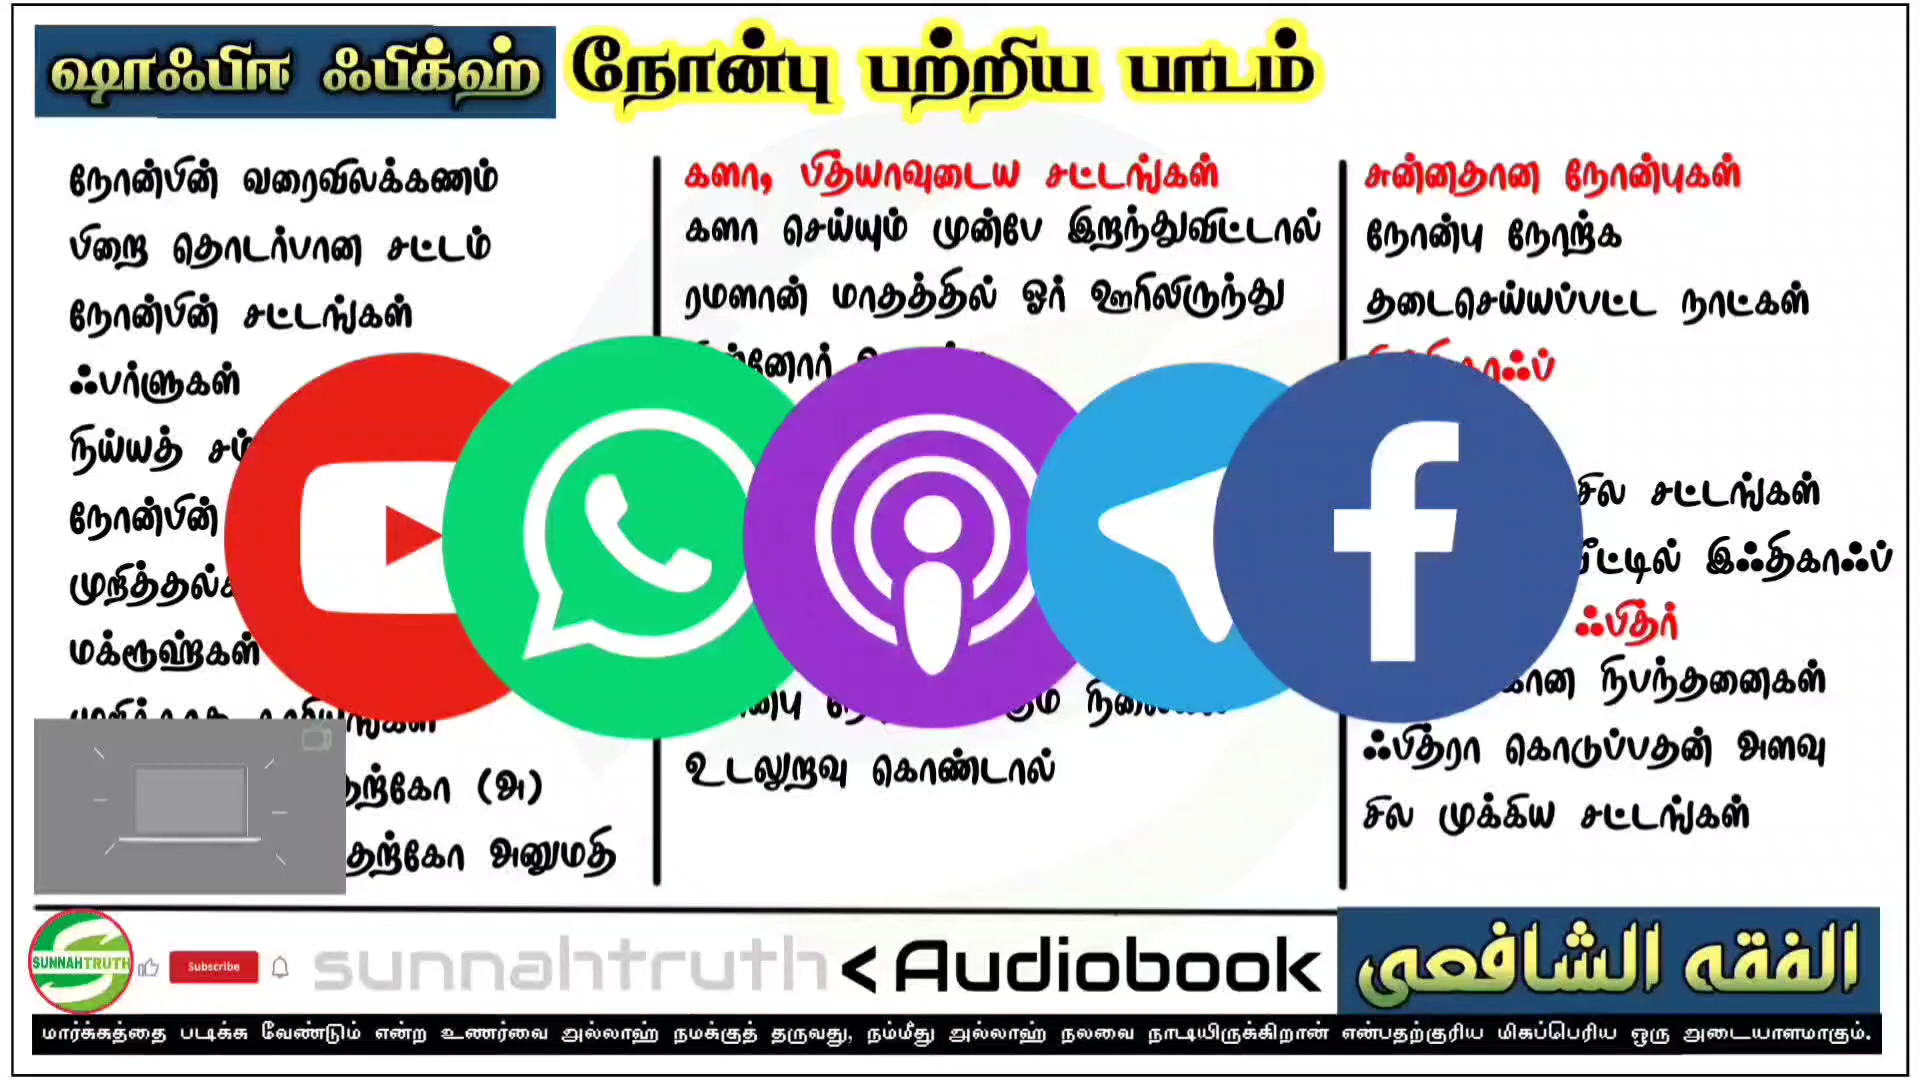 ஷாஃபிஈ ஃபிக்ஹ் நோன்பு பற்றிய பாடம்
நோன்பின் வரைவிலக்கணம்
பிறை தொடர்பான சட்டம்
நோன்பின் சட்டங்கள்
ஃபர்ளுகள்
நிய்யத்
நோன்பின்
மக்ரூஹ்கள்
(அ)
அனுமதி
களா, பித்யாவுடைய சட்டங்கள்
களா செய்யும் முன்பே இறந்துவிட்டால்
ரமளான் மாதத்தில் ஓர் ஊரிலிருந்து
உடலுறவு கொண்டால்
சுன்னதான நோன்புகள்
நோன்பு நோற்க
தடைசெய்யப்பட்ட நாட்கள்
சில சட்டங்கள்
இஃதிகாஃப்
ஃபித்ர்
நிபந்தனைகள்
ஃபித்ரா கொடுப்பதன் அளவு
சில முக்கிய சட்டங்கள்
SUNNAHTRUTH
Subscribe
sunnahtruth < Audiobook
الفقه الشافعى
மார்க்கத்தை படிக்க வேண்டும் என்ற உணர்வை அல்லாஹ் நமக்குத் தருவது, நம்மீது அல்லாஹ் நலவை நாடியிருக்கிறான் என்பதற்குரிய மிகப்பெரிய ஒரு அடையாளமாகும்.